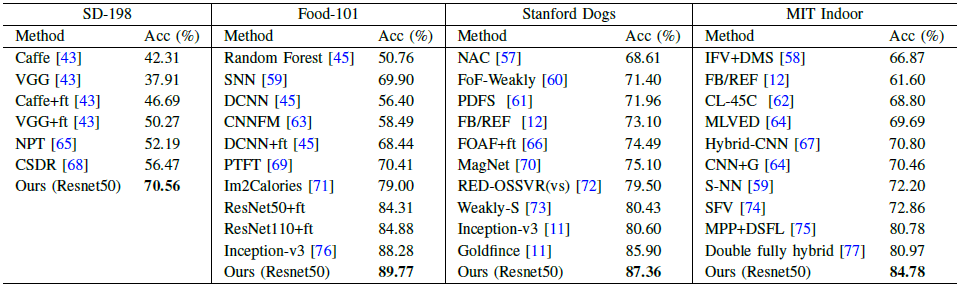 SD-198 Food-101 Stanford Dogs MIT Indoor
Method Acc (%) Method Acc (%) Method Acc (%) Method Acc (%)
Caffe [43] 42.31 Random Forest [45] 50.76 NAC [57] 68.61 IFV+DMS [58] 66.87
VGG [43] 37.91 SNN [59] 69.90 FoF-Weakly [60] 71.40 FB/REF [12] 61.60
Caffe+ft [43] 46.69 DCNN [45] 56.40 PDFS [61] 71.96 CL-45C [62] 68.80
VGG+ft [43] 50.27 CNNFM [63] 58.49 FB/REF [12] 73.10 MLVED [64] 69.69
NPT [65] 52.19 DCNN+ft [45] 68.44 FOAF+ft [66] 74.49 Hybrid-CNN [67] 70.80
CSDR [68] 56.47 PTFT [69] 70.41 MagNet [70] 75.10 CNN+G [64] 70.46
Ours (Resnet50) 70.56 Im2Calories [71] 79.00 RED-OSSVR(vs) [72] 79.50 S-NN [59] 72.20
ResNet50+ft 84.31 Weakly-S [73] 80.43 SFV [74] 72.86
ResNet110+ft 84.88 Inception-v3 [11] 80.60 MPP+DSFL [75] 80.78
Inception-v3 [76] 88.28 Goldfince [11] 85.90 Double fully hybrid [77] 80.97
Ours (Resnet50) 89.77 Ours (Resnet50) 87.36 Ours (Resnet50) 84.78